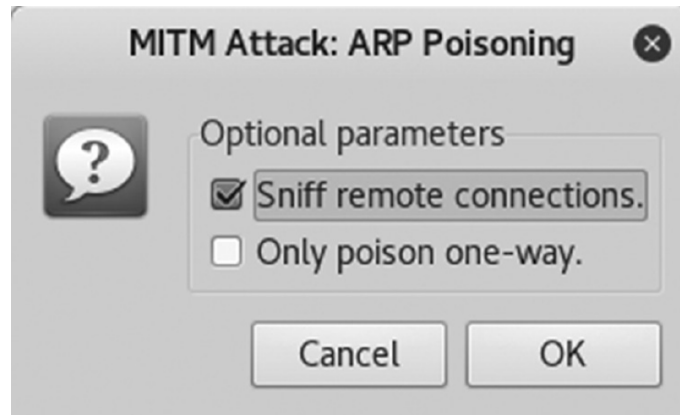 MITM Attack: ARP Poisoning
?
Optional parameters
Sniff remote connections.
Only poison one-way.
Cancel
OK